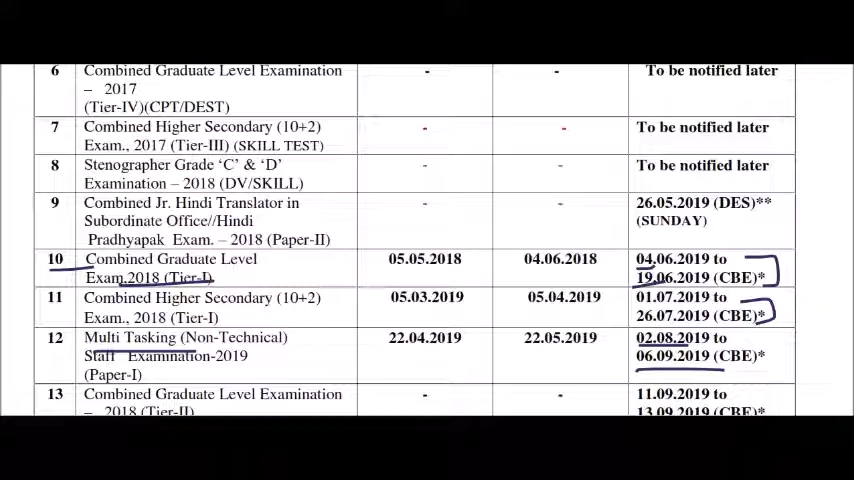 6 Combined Graduate Level Examination - - To be notified later
– 2017
(Tier-IV)(CPT/DEST)
7 Combined Higher Secondary (10+2) - - To be notified later
Exam., 2017 (Tier-III) (SKILL TEST)
8 Stenographer Grade ‘C’ & ‘D’ - - To be notified later
Examination – 2018 (DV/SKILL)
9 Combined Jr. Hindi Translator in - - 26.05.2019 (DES)**
Subordinate Office//Hindi (SUNDAY)
Pradhyapak Exam. – 2018 (Paper-II)
10 Combined Graduate Level 05.05.2018 04.06.2018 04.06.2019 to
Exam.2018 (Tier-I) 19.06.2019 (CBE)*
11 Combined Higher Secondary (10+2) 05.03.2019 05.04.2019 01.07.2019 to
Exam., 2018 (Tier-I) 26.07.2019 (CBE)*
12 Multi Tasking (Non-Technical) 22.04.2019 22.05.2019 02.08.2019 to
Staff Examination-2019 06.09.2019 (CBE)*
(Paper-I)
13 Combined Graduate Level Examination - - 11.09.2019 to
– 2018 (Tier-II) 13.09.2019 (CBE)*